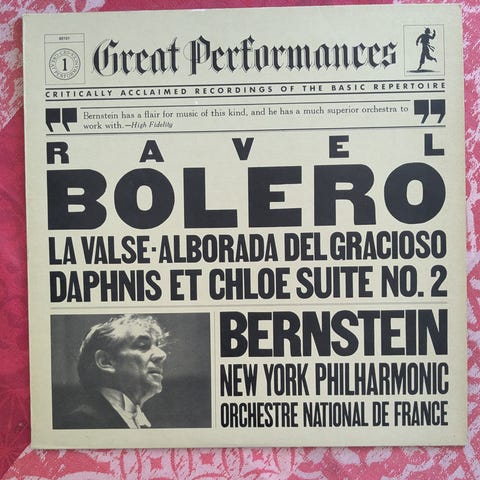 1
Great Performances
CRITICALLY ACCLAIMED RECORDINGS OF THE BASIC REPERTOIRE
"Bernstein has a flair for music of this kind, and he has a much superior orchestra to
work with.—High Fidelity"
RAVEL
BOLERO
LA VALSE·ALBORADA DEL GRACIOSO
DAPHNIS ET CHLOE SUITE NO. 2
BERNSTEIN
NEW YORK PHILHARMONIC
ORCHESTRE NATIONAL DE FRANCE